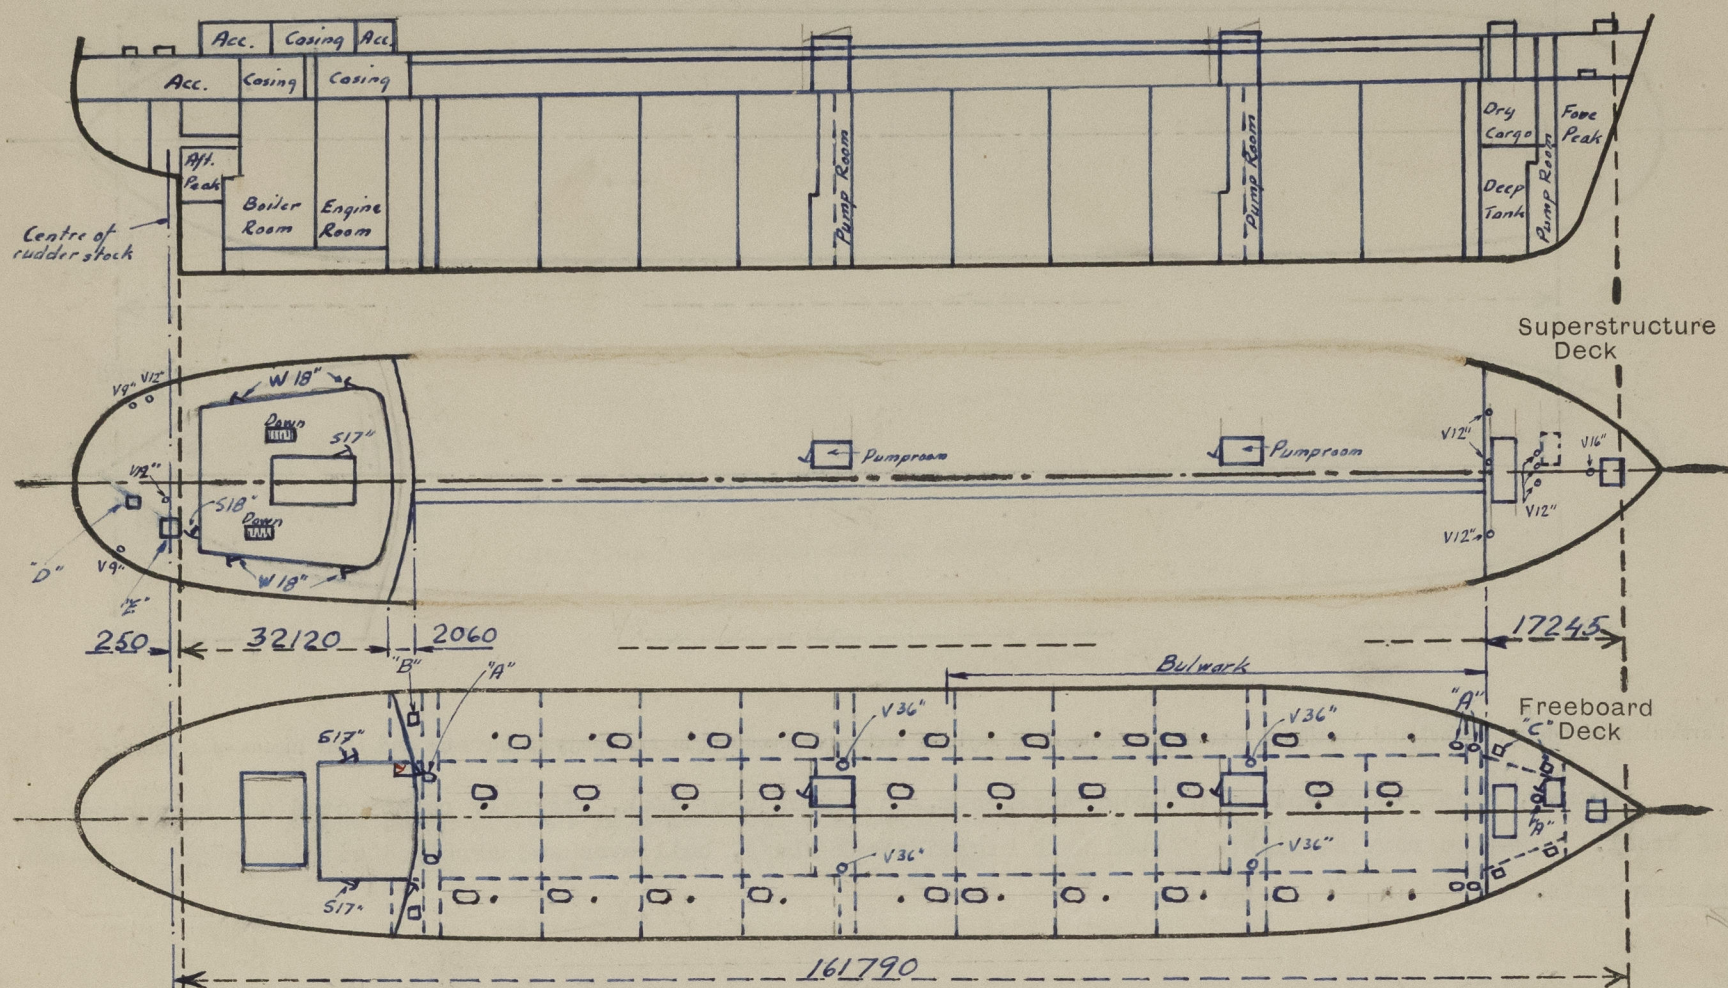 Acc. Casing Acc.
Acc. Casing Casing
Aft. Peak
Boiler Room
Engine Room
Pump Room
Pump Room
Dry Cargo
Deep Tank
Pump Room
Fore Peak
Centre of
rudder stock
Superstructure
Deck
V9" V12"
W 18"
Down
S17"
V12"
S18"
Down
V9"
W 18"
"D"
"E"
Pumproom
Pumproom
V12"
V12"
V12"
V16"
250 32120 2060 17245
"B" "A"
Bulwark
Freeboard
Deck
"A"
"C"
S17"
S17"
V36"
V36"
V36"
V36"
"A"
161790